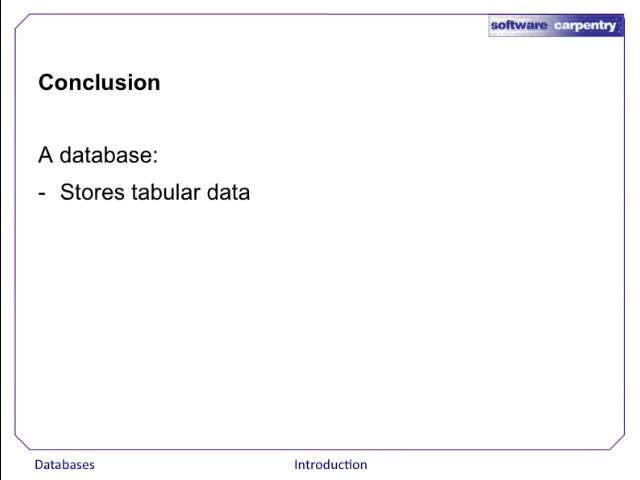 software carpentry
Conclusion
A database:
- Stores tabular data
Databases
Introduction